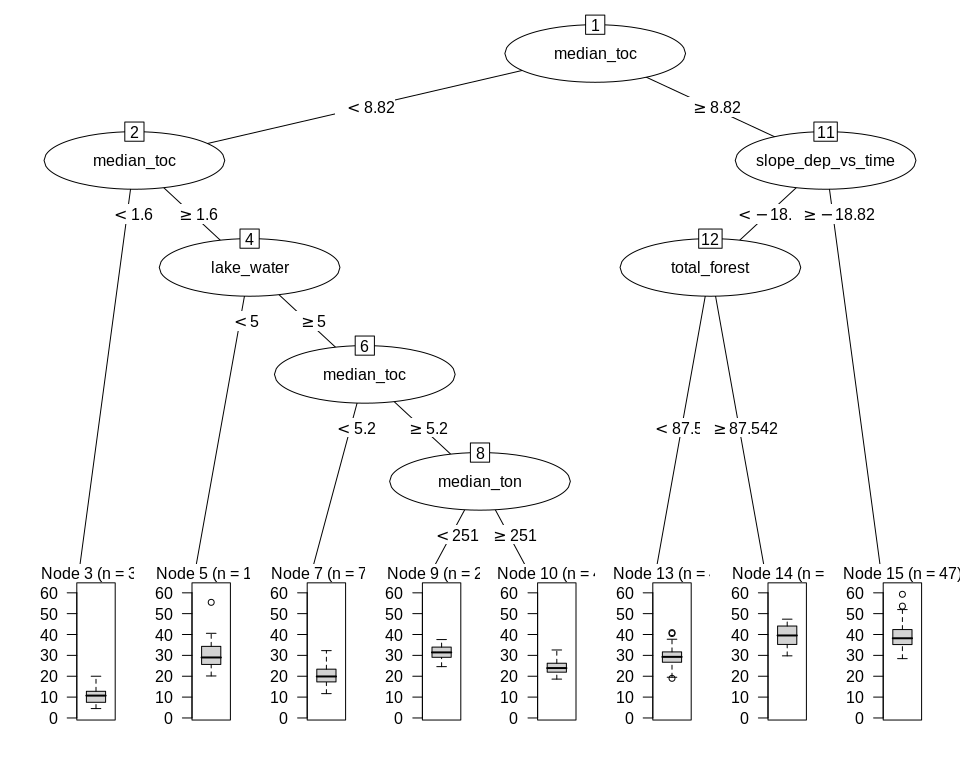 1
median_toc
< 8.82
≥ 8.82
2
median_toc
11
slope_dep_vs_time
< 1.6
≥ 1.6
< −18.
≥ −18.82
4
lake_water
12
total_forest
< 5
≥ 5
6
median_toc
< 5.2
≥ 5.2
< 87.5
≥ 87.542
8
median_ton
< 251
≥ 251
Node 3 (n = 3
Node 5 (n = 1
Node 7 (n = 7
Node 9 (n = 2
Node 10 (n =
Node 13 (n =
Node 14 (n =
Node 15 (n = 47)
60 60 60 60 60 60 60 60
50 50 50 50 50 50 50 50
40 40 40 40 40 40 40 40
30 30 30 30 30 30 30 30
20 20 20 20 20 20 20 20
10 10 10 10 10 10 10 10
0 0 0 0 0 0 0 0